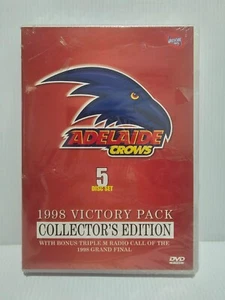 ADELAIDE
CROWS
5
DISC SET
1998 VICTORY PACK
COLLECTOR'S EDITION
WITH BONUS TRIPLE M RADIO CALL OF THE
1998 GRAND FINAL
DVD